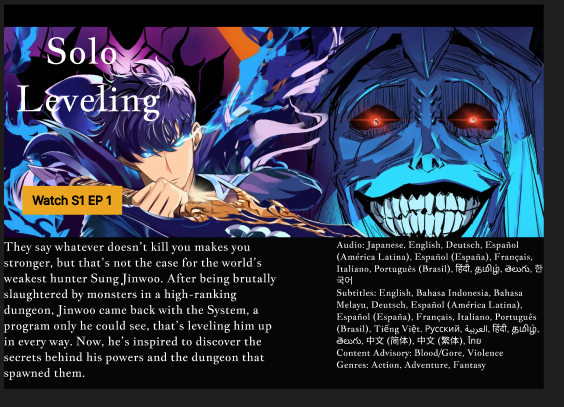 Solo
Leveling
Watch S1 EP 1
They say whatever doesn't kill you makes you
stronger, but that's not the case for the world's
weakest hunter Sung Jinwoo. After being brutally
slaughtered by monsters in a high-ranking
dungeon, Jinwoo came back with the System, a
program only he could see, that's leveling him up
in every way. Now, he's inspired to discover the
secrets behind his powers and the dungeon that
spawned them.
Audio: Japanese, English, Deutsch, Español
(América Latina), Español (España), Français,
Italiano, Português (Brasil), हिंदी, தமிழ், తెలుగు, 한
국어
Subtitles: English, Bahasa Indonesia, Bahasa
Melayu, Deutsch, Español (América Latina),
Español (España), Français, Italiano, Português
(Brasil), Tiếng Việt, Русский, العربية, हिंदी, தமிழ்,
తెలుగు, 中文 (简体), 中文 (繁体), ไทย
Content Advisory: Blood/Gore, Violence
Genres: Action, Adventure, Fantasy